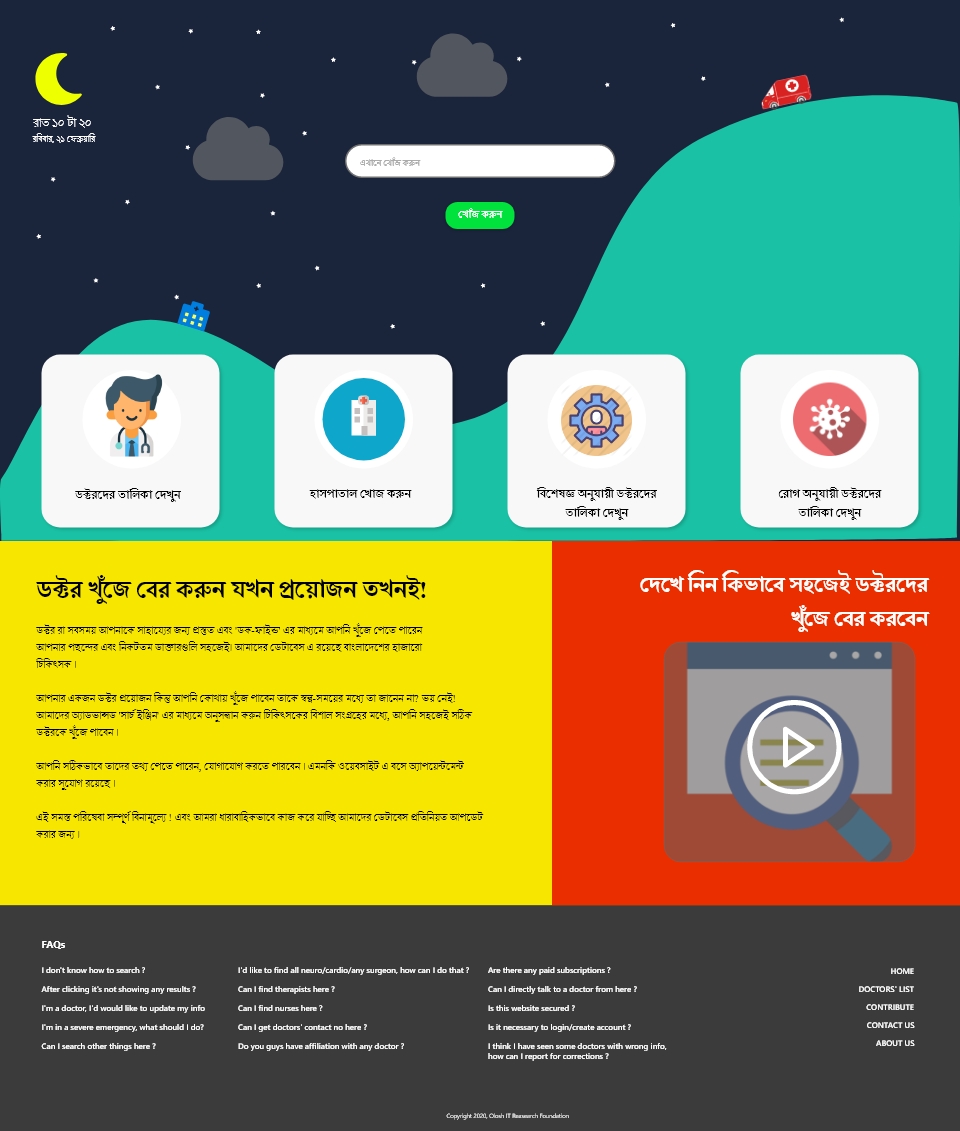 রাত ১০ টা ২০
রবিবার, ২১ ফেব্রুয়ারি
এখানে খোঁজ করুন
খোঁজ করুন
ডক্টরদের তালিকা দেখুন
হাসপাতাল খোজ করুন
বিশেষজ্ঞ অনুযায়ী ডক্টরদের
তালিকা দেখুন
রোগ অনুযায়ী ডক্টরদের
তালিকা দেখুন
ডক্টর খুঁজে বের করুন যখন প্রয়োজন তখনই!
ডক্টর রা সবসময় আপনাকে সাহায্যের জন্য প্রস্তুত এবং 'ডক-ফাইন্ড' এর মাধ্যমে আপনি খুঁজে পেতে পারেন
আপনার পছন্দের এবং নিকটতম ডাক্তারগুলি সহজেই! আমাদের ডেটাবেস এ রয়েছে বাংলাদেশের হাজারো
চিকিৎসক।
আপনার একজন ডক্টর প্রয়োজন কিন্তু আপনি কোথায় খুঁজে পাবেন তাকে স্বল্প-সময়ের মধ্যে তা জানেন না? ভয় নেই!
আমাদের অ্যাডভান্সড 'সার্চ ইঞ্জিন' এর মাধ্যমে অনুসন্ধান করুন চিকিৎসকের বিশাল সংগ্রহের মধ্যে, আপনি সহজেই সঠিক
ডক্টরকে খুঁজে পাবেন।
আপনি সঠিকভাবে তাদের তথ্য পেতে পারেন, যোগাযোগ করতে পারবেন। এমনকি ওয়েবসাইট এ বসে অ্যাপয়েন্টমেন্ট
করার সুযোগ রয়েছে।
এই সমস্ত পরিষেবা সম্পূর্ণ বিনামূল্যে ! এবং আমরা ধারাবাহিকভাবে কাজ করে যাচ্ছি আমাদের ডেটাবেস প্রতিনিয়ত আপডেট
করার জন্য।
দেখে নিন কিভাবে সহজেই ডক্টরদের
খুঁজে বের করবেন
FAQs
I don't know how to search ?
After clicking it's not showing any results ?
I'm a doctor, I'd would like to update my info
I'm in a severe emergency, what should I do?
Can I search other things here ?
I'd like to find all neuro/cardio/any surgeon, how can I do that ?
Can I find therapists here ?
Can I find nurses here ?
Can I get doctors' contact no here ?
Do you guys have affiliation with any doctor ?
Are there any paid subscriptions ?
Can I directly talk to a doctor from here ?
Is this website secured ?
Is it necessary to login/create account ?
I think I have seen some doctors with wrong info,
how can I report for corrections ?
HOME
DOCTORS' LIST
CONTRIBUTE
CONTACT US
ABOUT US
Copyright 2020, Olosh IT Reasearch Foundation